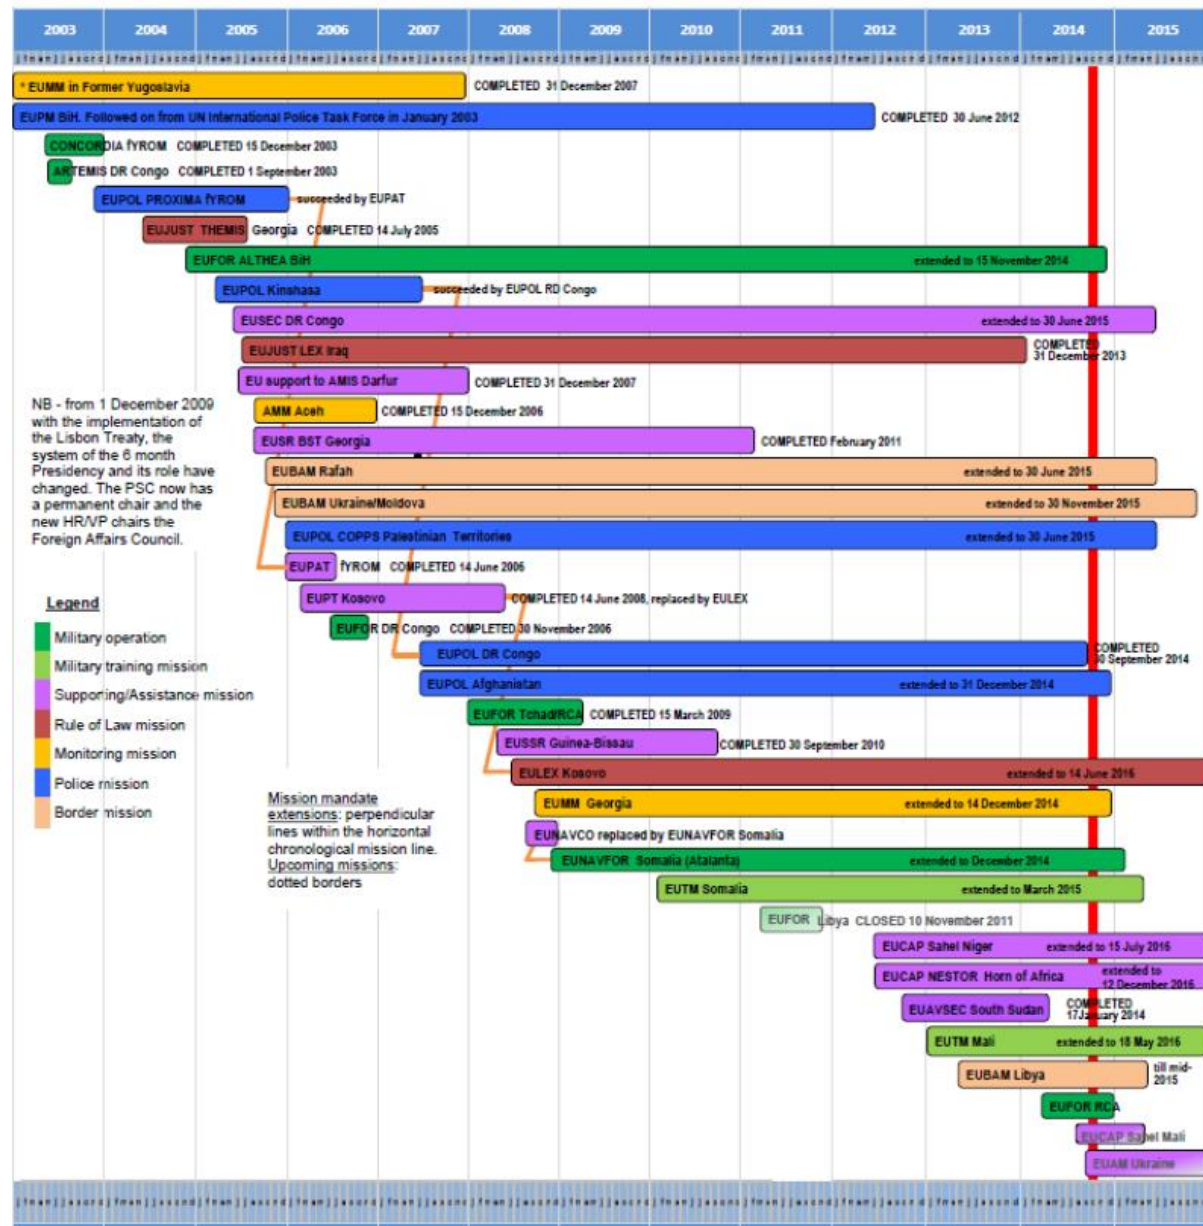 2003 2004 2005 2006 2007 2008 2009 2010 2011 2012 2013 2014 2015
* EUMM in Former Yugoslavia COMPLETED 31 December 2007
EUPM BiH. Followed on from UN International Police Task Force in January 2003 COMPLETED 30 June 2012
CONCORDIA fYROM COMPLETED 15 December 2003
ARTEMIS DR Congo COMPLETED 1 September 2003
EUPOL PROXIMA fYROM succeeded by EUPAT
EUJUST THEMIS Georgia COMPLETED 14 July 2005
EUFOR ALTHEA BiH extended to 15 November 2014
EUPOL Kinshasa succeeded by EUPOL RD Congo
EUSEC DR Congo extended to 30 June 2015
EUJUST LEX Iraq COMPLETED
31 December 2013
EU support to AMIS Darfur COMPLETED 31 December 2007
AMM Aceh COMPLETED 15 December 2006
EUSR BST Georgia COMPLETED February 2011
EUBAM Rafah extended to 30 June 2015
EUBAM Ukraine/Moldova extended to 30 November 2015
EUPOL COPPS Palestinian Territories extended to 30 June 2015
EUPAT fYROM COMPLETED 14 June 2006
EUPT Kosovo COMPLETED 14 June 2008, replaced by EULEX
EUFOR DR Congo COMPLETED 30 November 2006
EUPOL DR Congo COMPLETED
30 September 2014
EUPOL Afghanistan extended to 31 December 2014
EUFOR Tchad/RCA COMPLETED 15 March 2009
EUSSR Guinea-Bissau COMPLETED 30 September 2010
EULEX Kosovo extended to 14 June 2016
EUMM Georgia extended to 14 December 2014
EUNAVCO replaced by EUNAVFOR Somalia
EUNAVFOR Somalia (Atalanta) extended to December 2014
EUTM Somalia extended to March 2015
EUFOR Libya CLOSED 10 November 2011
EUCAP Sahel Niger extended to 15 July 2016
EUCAP NESTOR Horn of Africa extended to
12 December 2016
EUAVSEC South Sudan COMPLETED
17January 2014
EUTM Mali extended to 18 May 2016
EUBAM Libya till mid-
2015
EUFOR RCA
EUCAP Sahel Mali
EUAM Ukraine
NB - from 1 December 2009
with the implementation of
the Lisbon Treaty, the
system of the 6 month
Presidency and its role have
changed. The PSC now has
a permanent chair and the
new HR/VP chairs the
Foreign Affairs Council.
Legend
Military operation
Military training mission
Supporting/Assistance mission
Rule of Law mission
Monitoring mission
Police mission
Border mission
Mission mandate
extensions: perpendicular
lines within the horizontal
chronological mission line.
Upcoming missions:
dotted borders